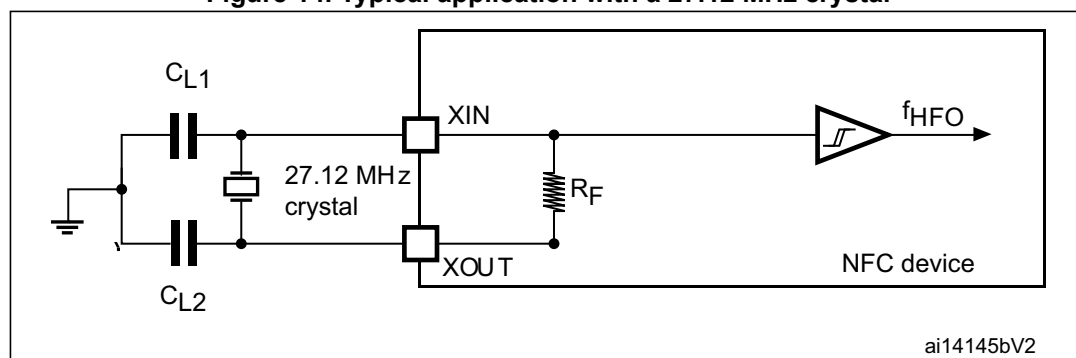 Figure 14. Typical application with a 27.12 MHz crystal
CL1
XIN
fHFO
27.12 MHz
crystal
RF
XOUT
NFC device
CL2
ai14145bV2